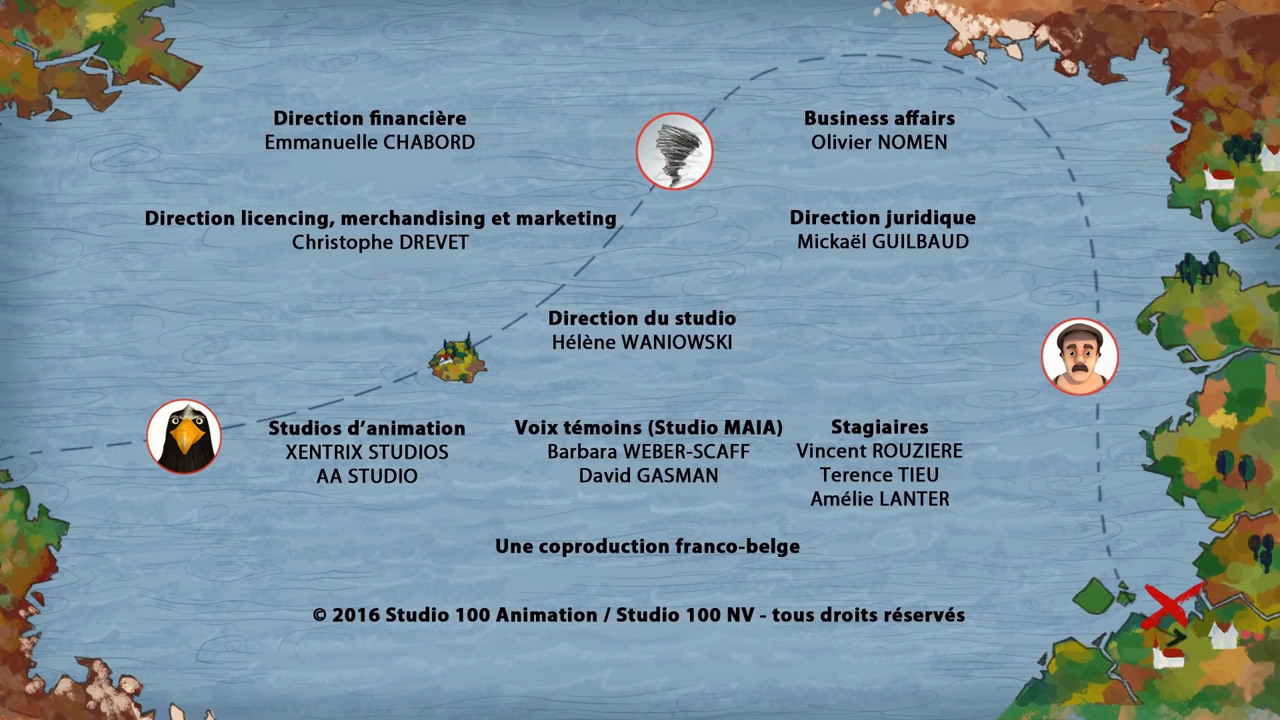 Direction financière
Emmanuelle CHABORD
Business affairs
Olivier NOMEN
Direction licencing, merchandising et marketing
Christophe DREVET
Direction juridique
Mickaël GUILBAUD
Direction du studio
Hélène WANIOWSKI
Studios d’animation
XENTRIX STUDIOS
AA STUDIO
Voix témoins (Studio MAIA)
Barbara WEBER-SCAFF
David GASMAN
Stagiaires
Vincent ROUZIERE
Terence TIEU
Amélie LANTER
Une coproduction franco-belge
© 2016 Studio 100 Animation / Studio 100 NV - tous droits réservés